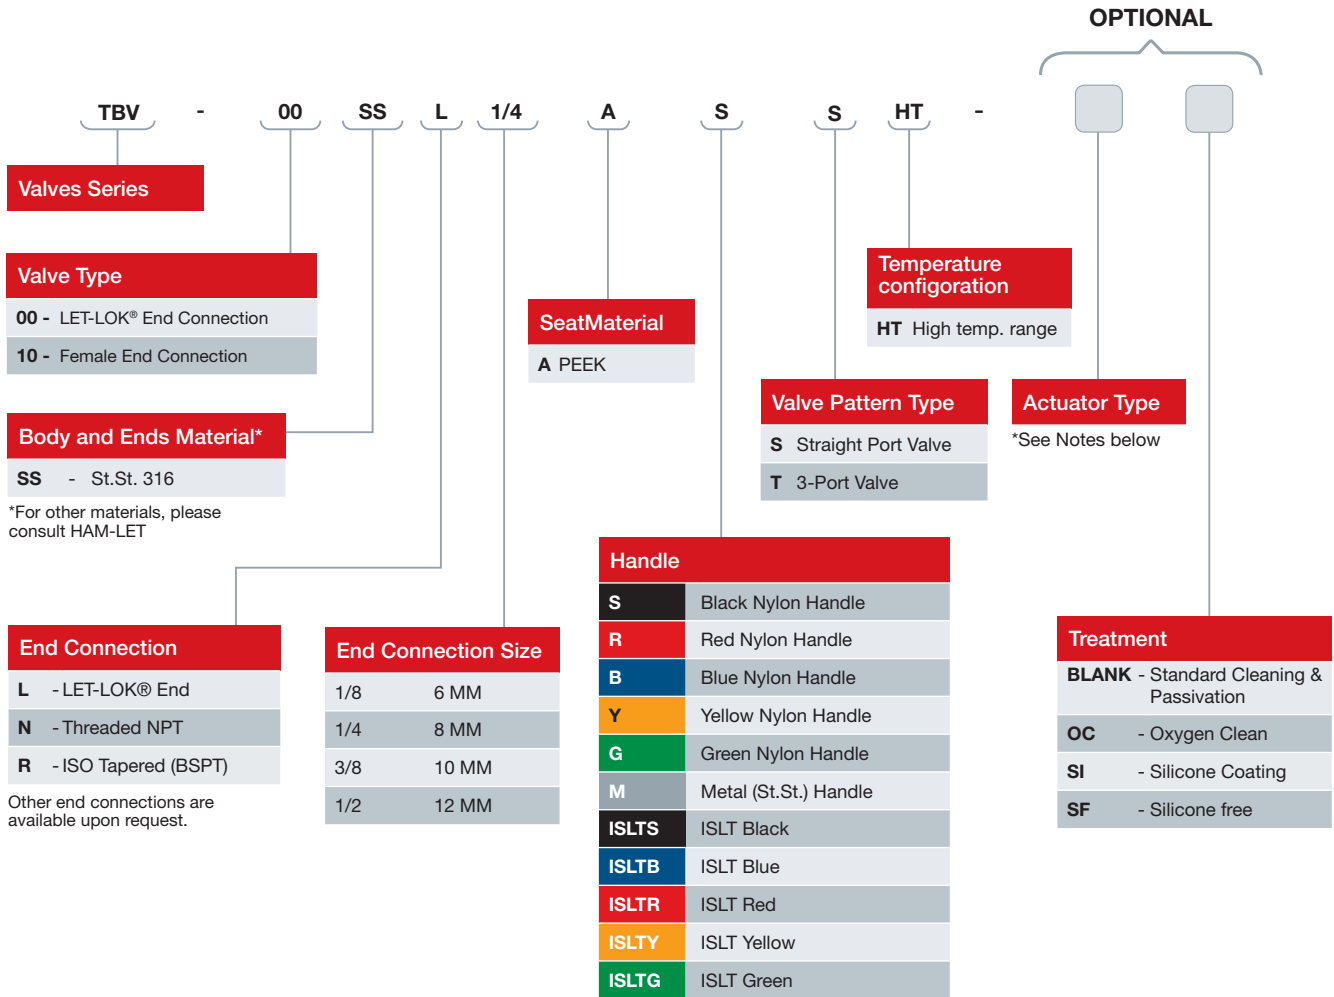 OPTIONAL
TBV - 00 SS L 1/4 A S S HT -
Valves Series
Valve Type
00 - LET-LOK® End Connection
10 - Female End Connection
Body and Ends Material*
SS - St.St. 316
*For other materials, please
consult HAM-LET
End Connection
L - LET-LOK® End
N - Threaded NPT
R - ISO Tapered (BSPT)
Other end connections are
available upon request.
End Connection Size
1/8 6 MM
1/4 8 MM
3/8 10 MM
1/2 12 MM
SeatMaterial
A PEEK
Handle
S Black Nylon Handle
R Red Nylon Handle
B Blue Nylon Handle
Y Yellow Nylon Handle
G Green Nylon Handle
M Metal (St.St.) Handle
ISLTS ISLT Black
ISLTB ISLT Blue
ISLTR ISLT Red
ISLTY ISLT Yellow
ISLTG ISLT Green
Valve Pattern Type
S Straight Port Valve
T 3-Port Valve
Temperature
configoration
HT High temp. range
Actuator Type
*See Notes below
Treatment
BLANK - Standard Cleaning &
Passivation
OC - Oxygen Clean
SI - Silicone Coating
SF - Silicone free